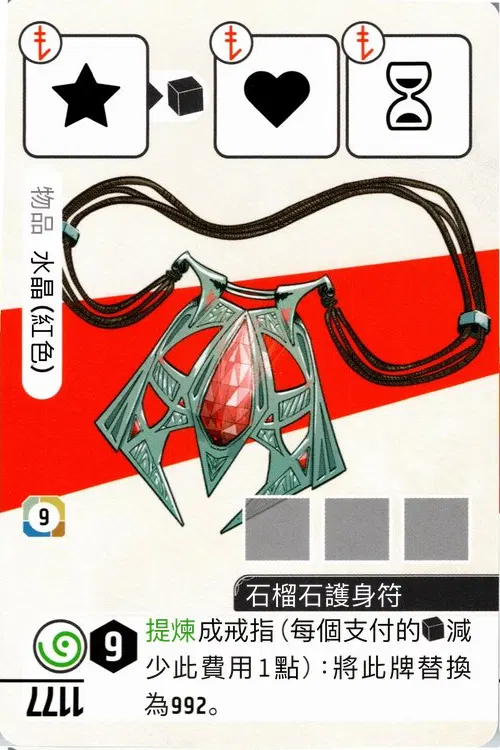 物品 水晶(紅色)
9
石榴石護身符
9
提煉成戒指(每個支付的減
少此費用1點):將此牌替換
為992。
1177